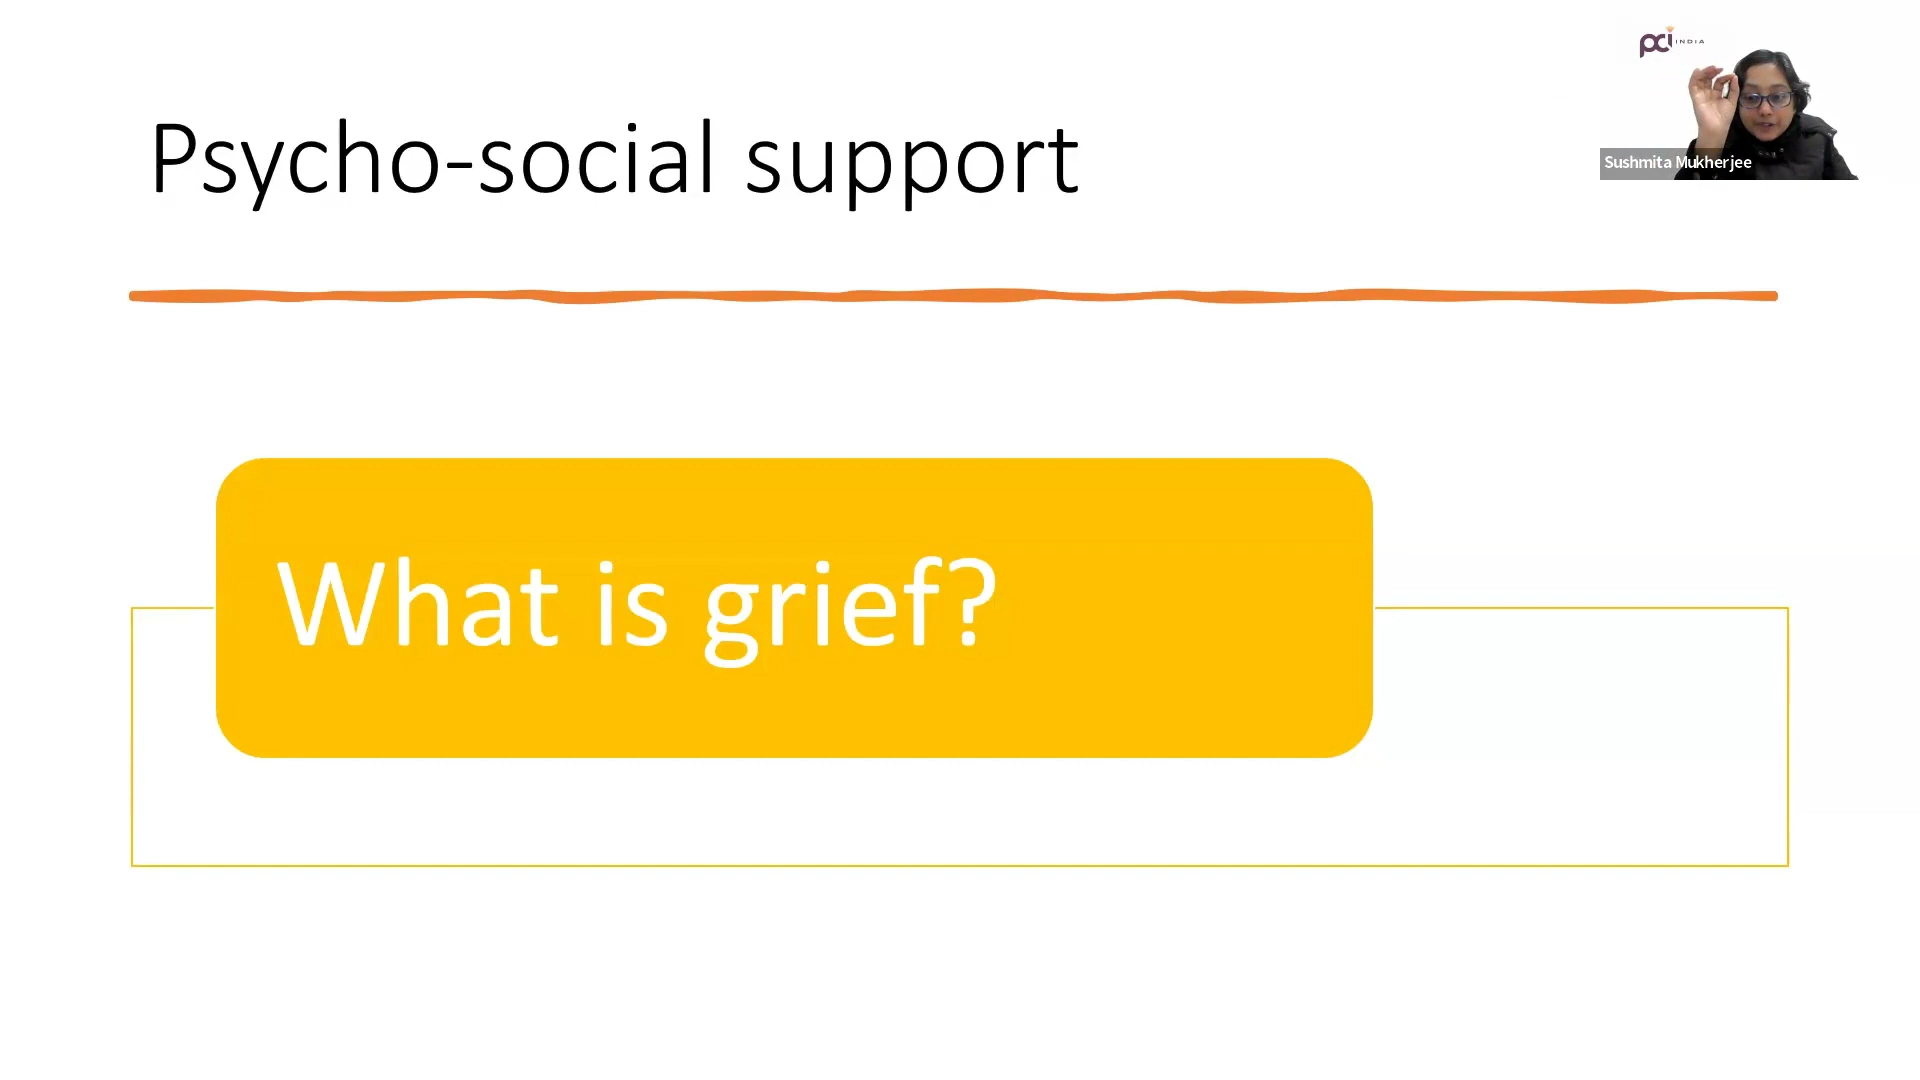 pci INDIA
Psycho-social support
Sushmita Mukherjee
What is grief?